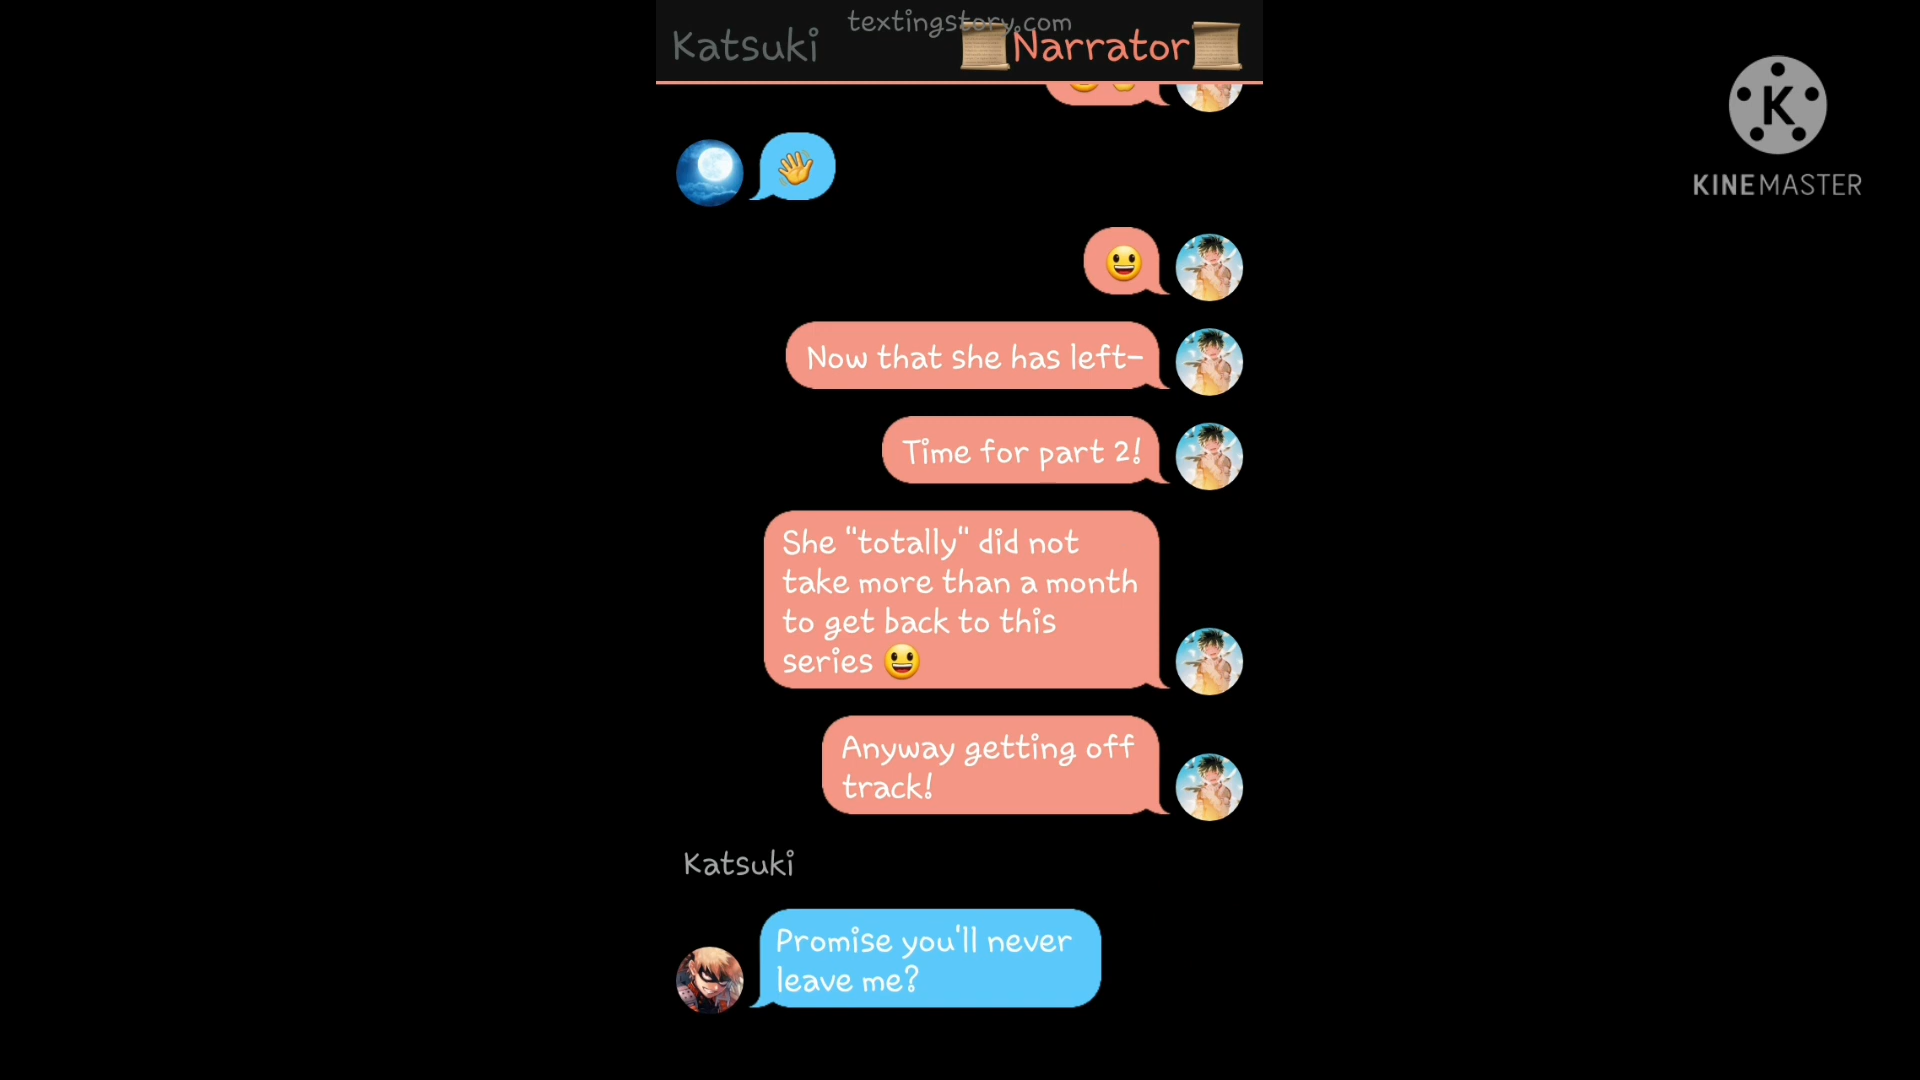 textingstory.com
Katsuki
📜Narrator📜
👋
😃
Now that she has left-
Time for part 2!
She "totally" did not
take more than a month
to get back to this
series 😃
Anyway getting off
track!
Katsuki
Promise you'll never
leave me?
K
KINEMASTER